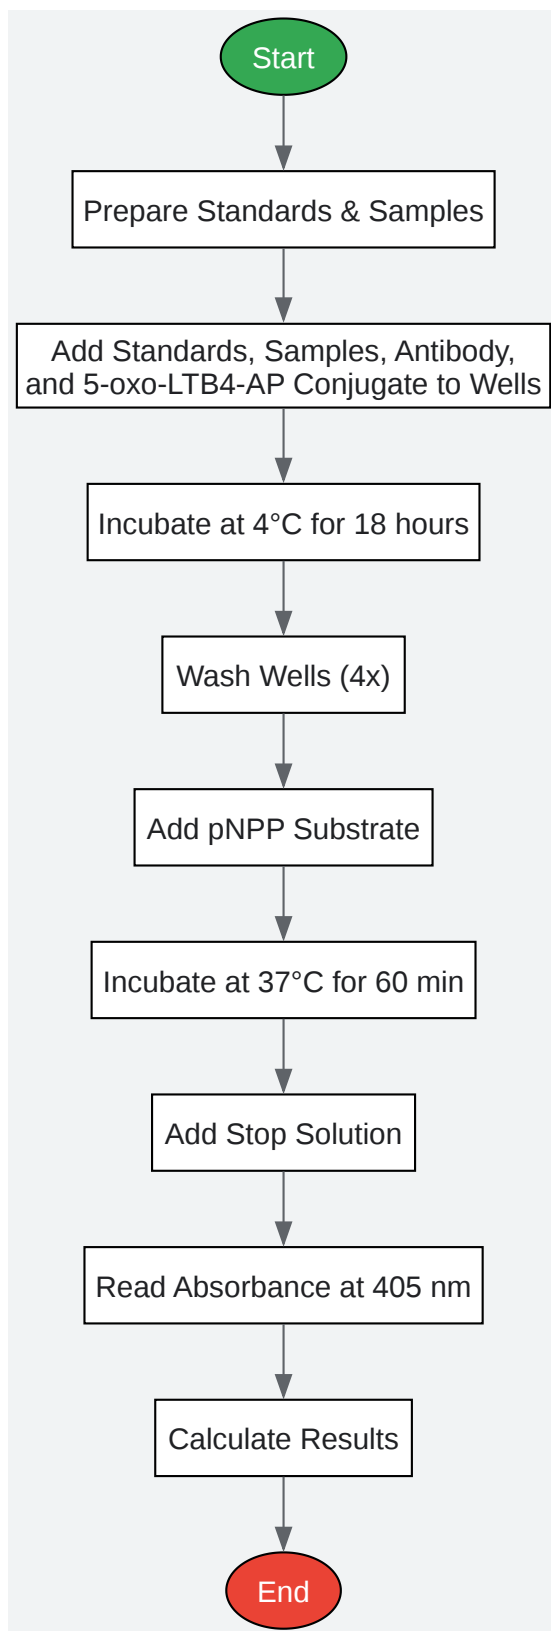 Start
Prepare Standards & Samples
Add Standards, Samples, Antibody,
and 5-oxo-LTB4-AP Conjugate to Wells
Incubate at 4°C for 18 hours
Wash Wells (4x)
Add pNPP Substrate
Incubate at 37°C for 60 min
Add Stop Solution
Read Absorbance at 405 nm
Calculate Results
End